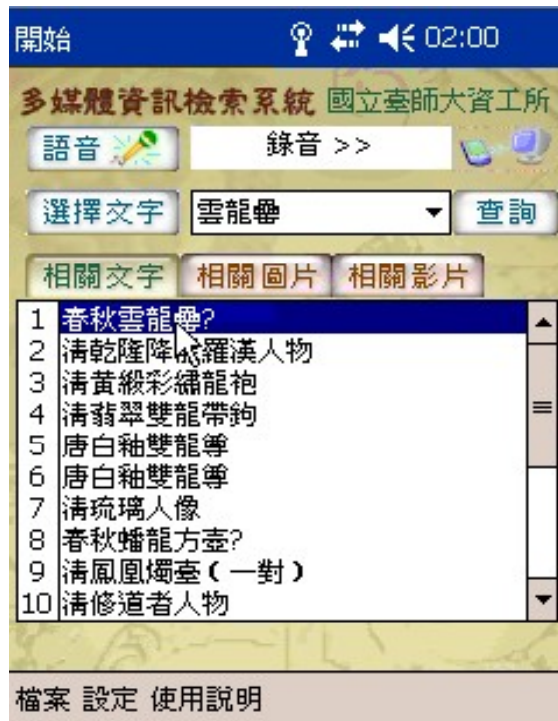 開始 02:00
多媒體資訊檢索系統 國立臺師大資工所
語音 錄音 >>
選擇文字 雲龍罍 查詢
相關文字 相關圖片 相關影片
1 春秋雲龍罍?
2 清乾隆降 羅漢人物
3 清黃緞彩繡龍袍
4 清翡翠雙龍帶鉤
5 唐白釉雙龍尊
6 唐白釉雙龍尊
7 清琉璃人像
8 春秋蟠龍方壺?
9 清鳳凰燭臺(一對)
10 清修道者人物
檔案 設定 使用說明